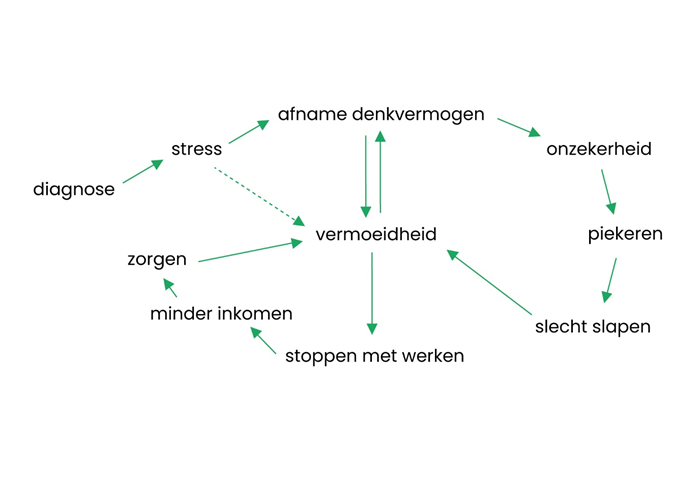 afname denkvermogen
stress
onzekerheid
diagnose
vermoeidheid
piekeren
zorgen
minder inkomen
slecht slapen
stoppen met werken